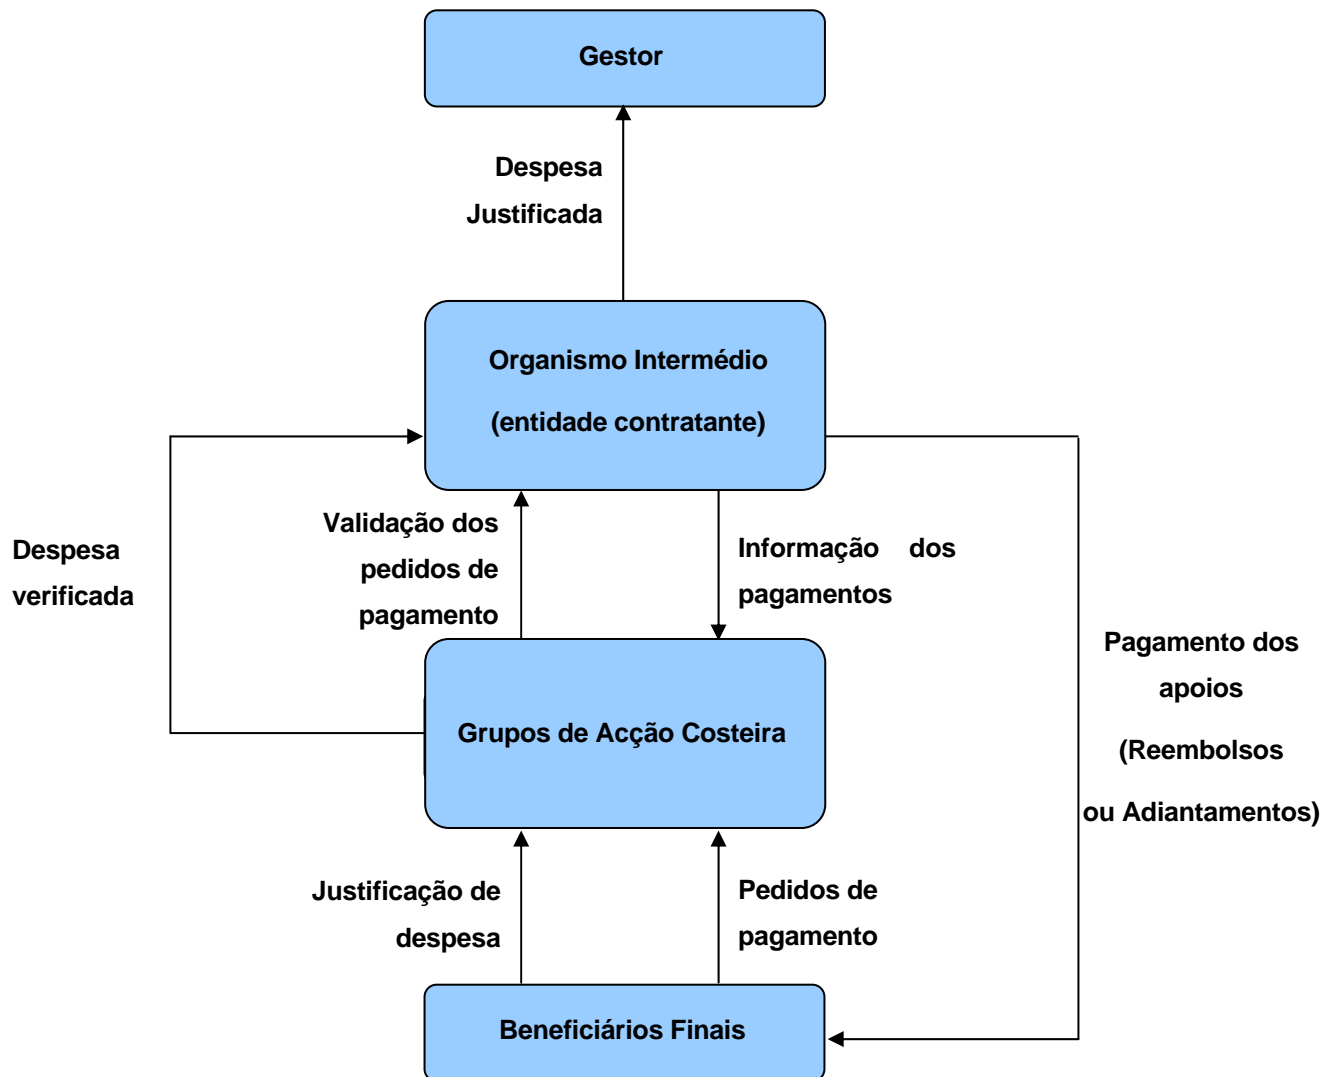 Gestor
Despesa
Justificada
Organismo Intermédio
(entidade contratante)
Validação dos
pedidos de
pagamento
Informação dos
pagamentos
Despesa
verificada
Grupos de Acção Costeira
Pagamento dos
apoios
(Reembolsos
ou Adiantamentos)
Justificação de
despesa
Pedidos de
pagamento
Beneficiários Finais